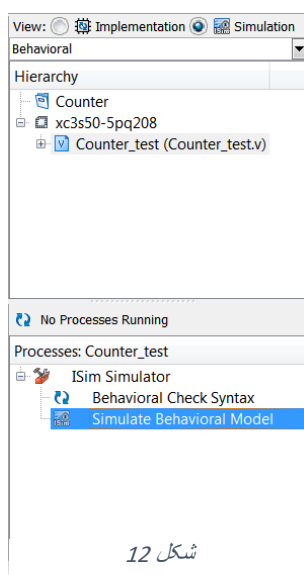 View: Implementation Simulation
Behavioral
Hierarchy
Counter
xc3s50-5pq208
Counter_test (Counter_test.v)
No Processes Running
Processes: Counter_test
ISim Simulator
Behavioral Check Syntax
Simulate Behavioral Model
شکل 12